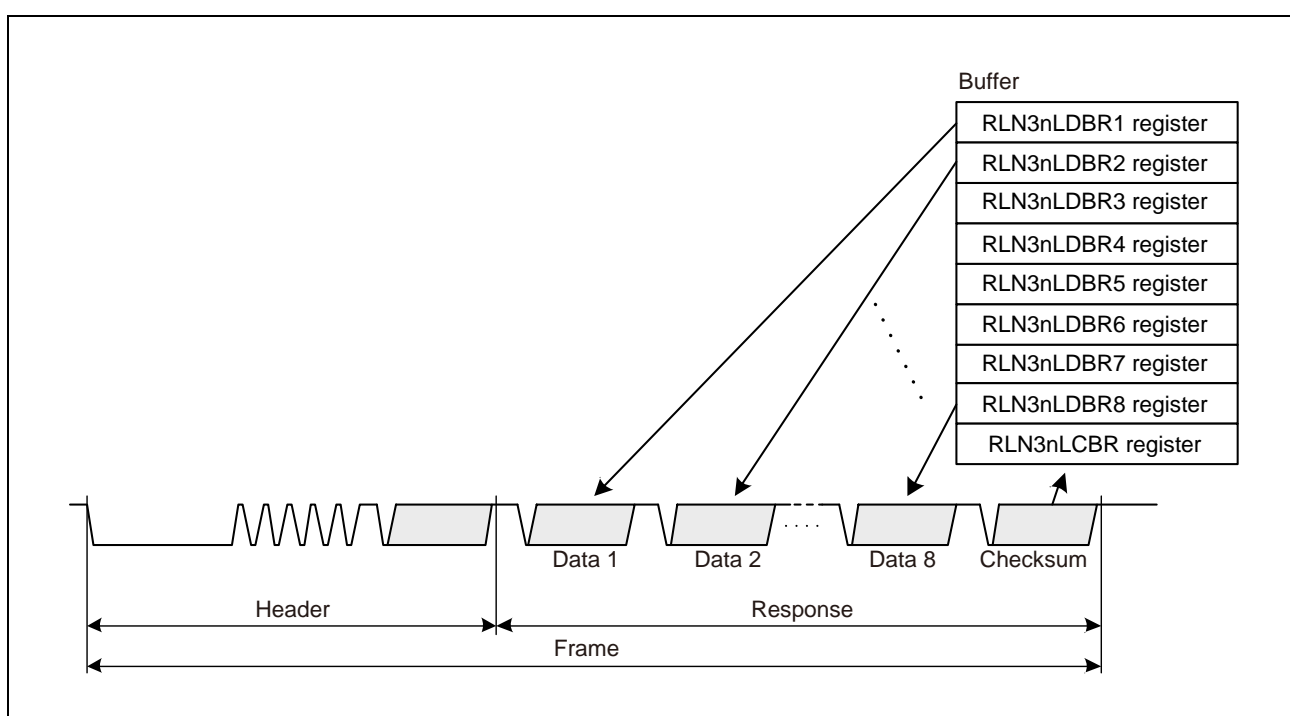 Buffer
RLN3nLDBR1 register
RLN3nLDBR2 register
RLN3nLDBR3 register
RLN3nLDBR4 register
RLN3nLDBR5 register
RLN3nLDBR6 register
RLN3nLDBR7 register
RLN3nLDBR8 register
RLN3nLCBR register
Data 1 Data 2 Data 8 Checksum
Header Response
Frame